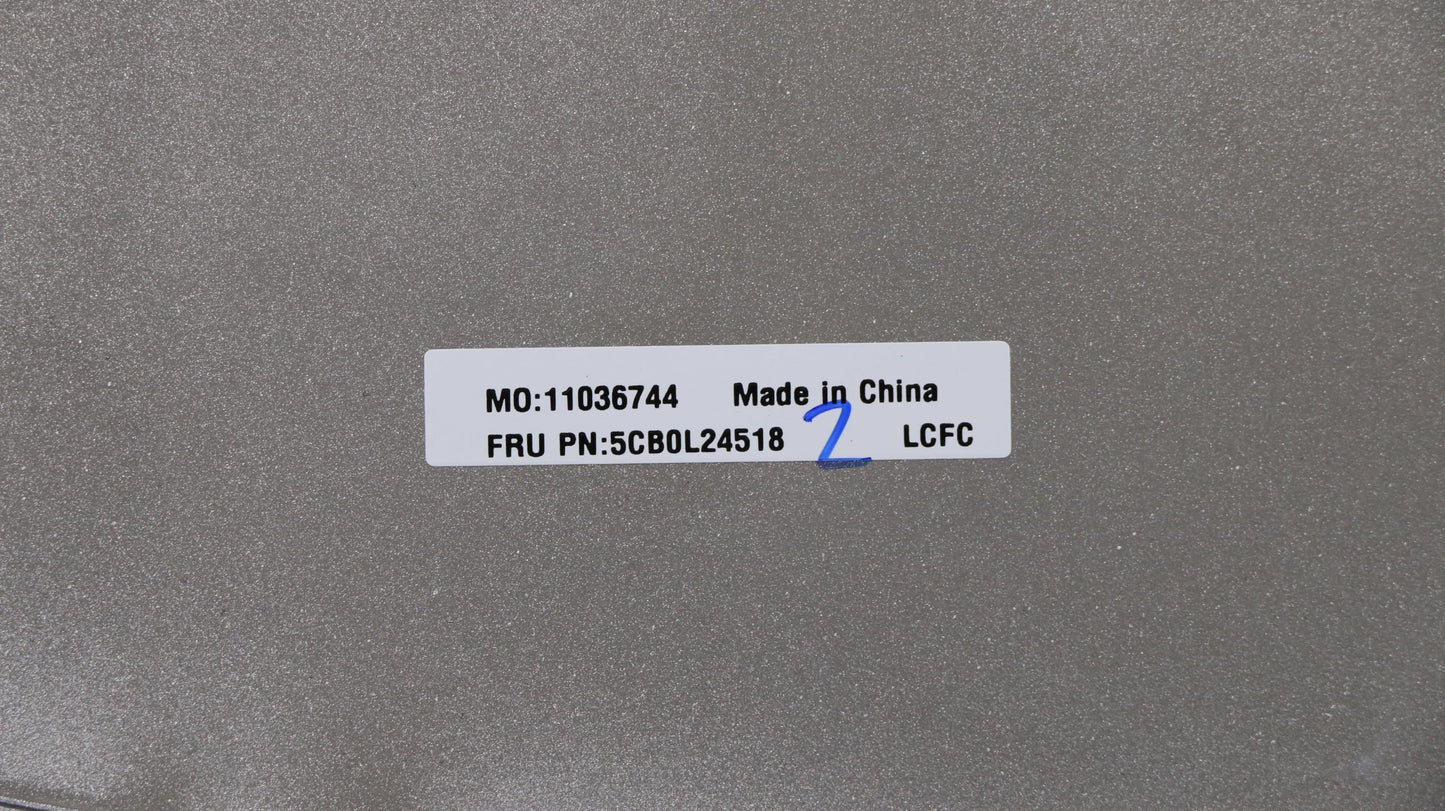 MO:11036744 Made in China
FRU PN:5CB0L24518 2 LCFC